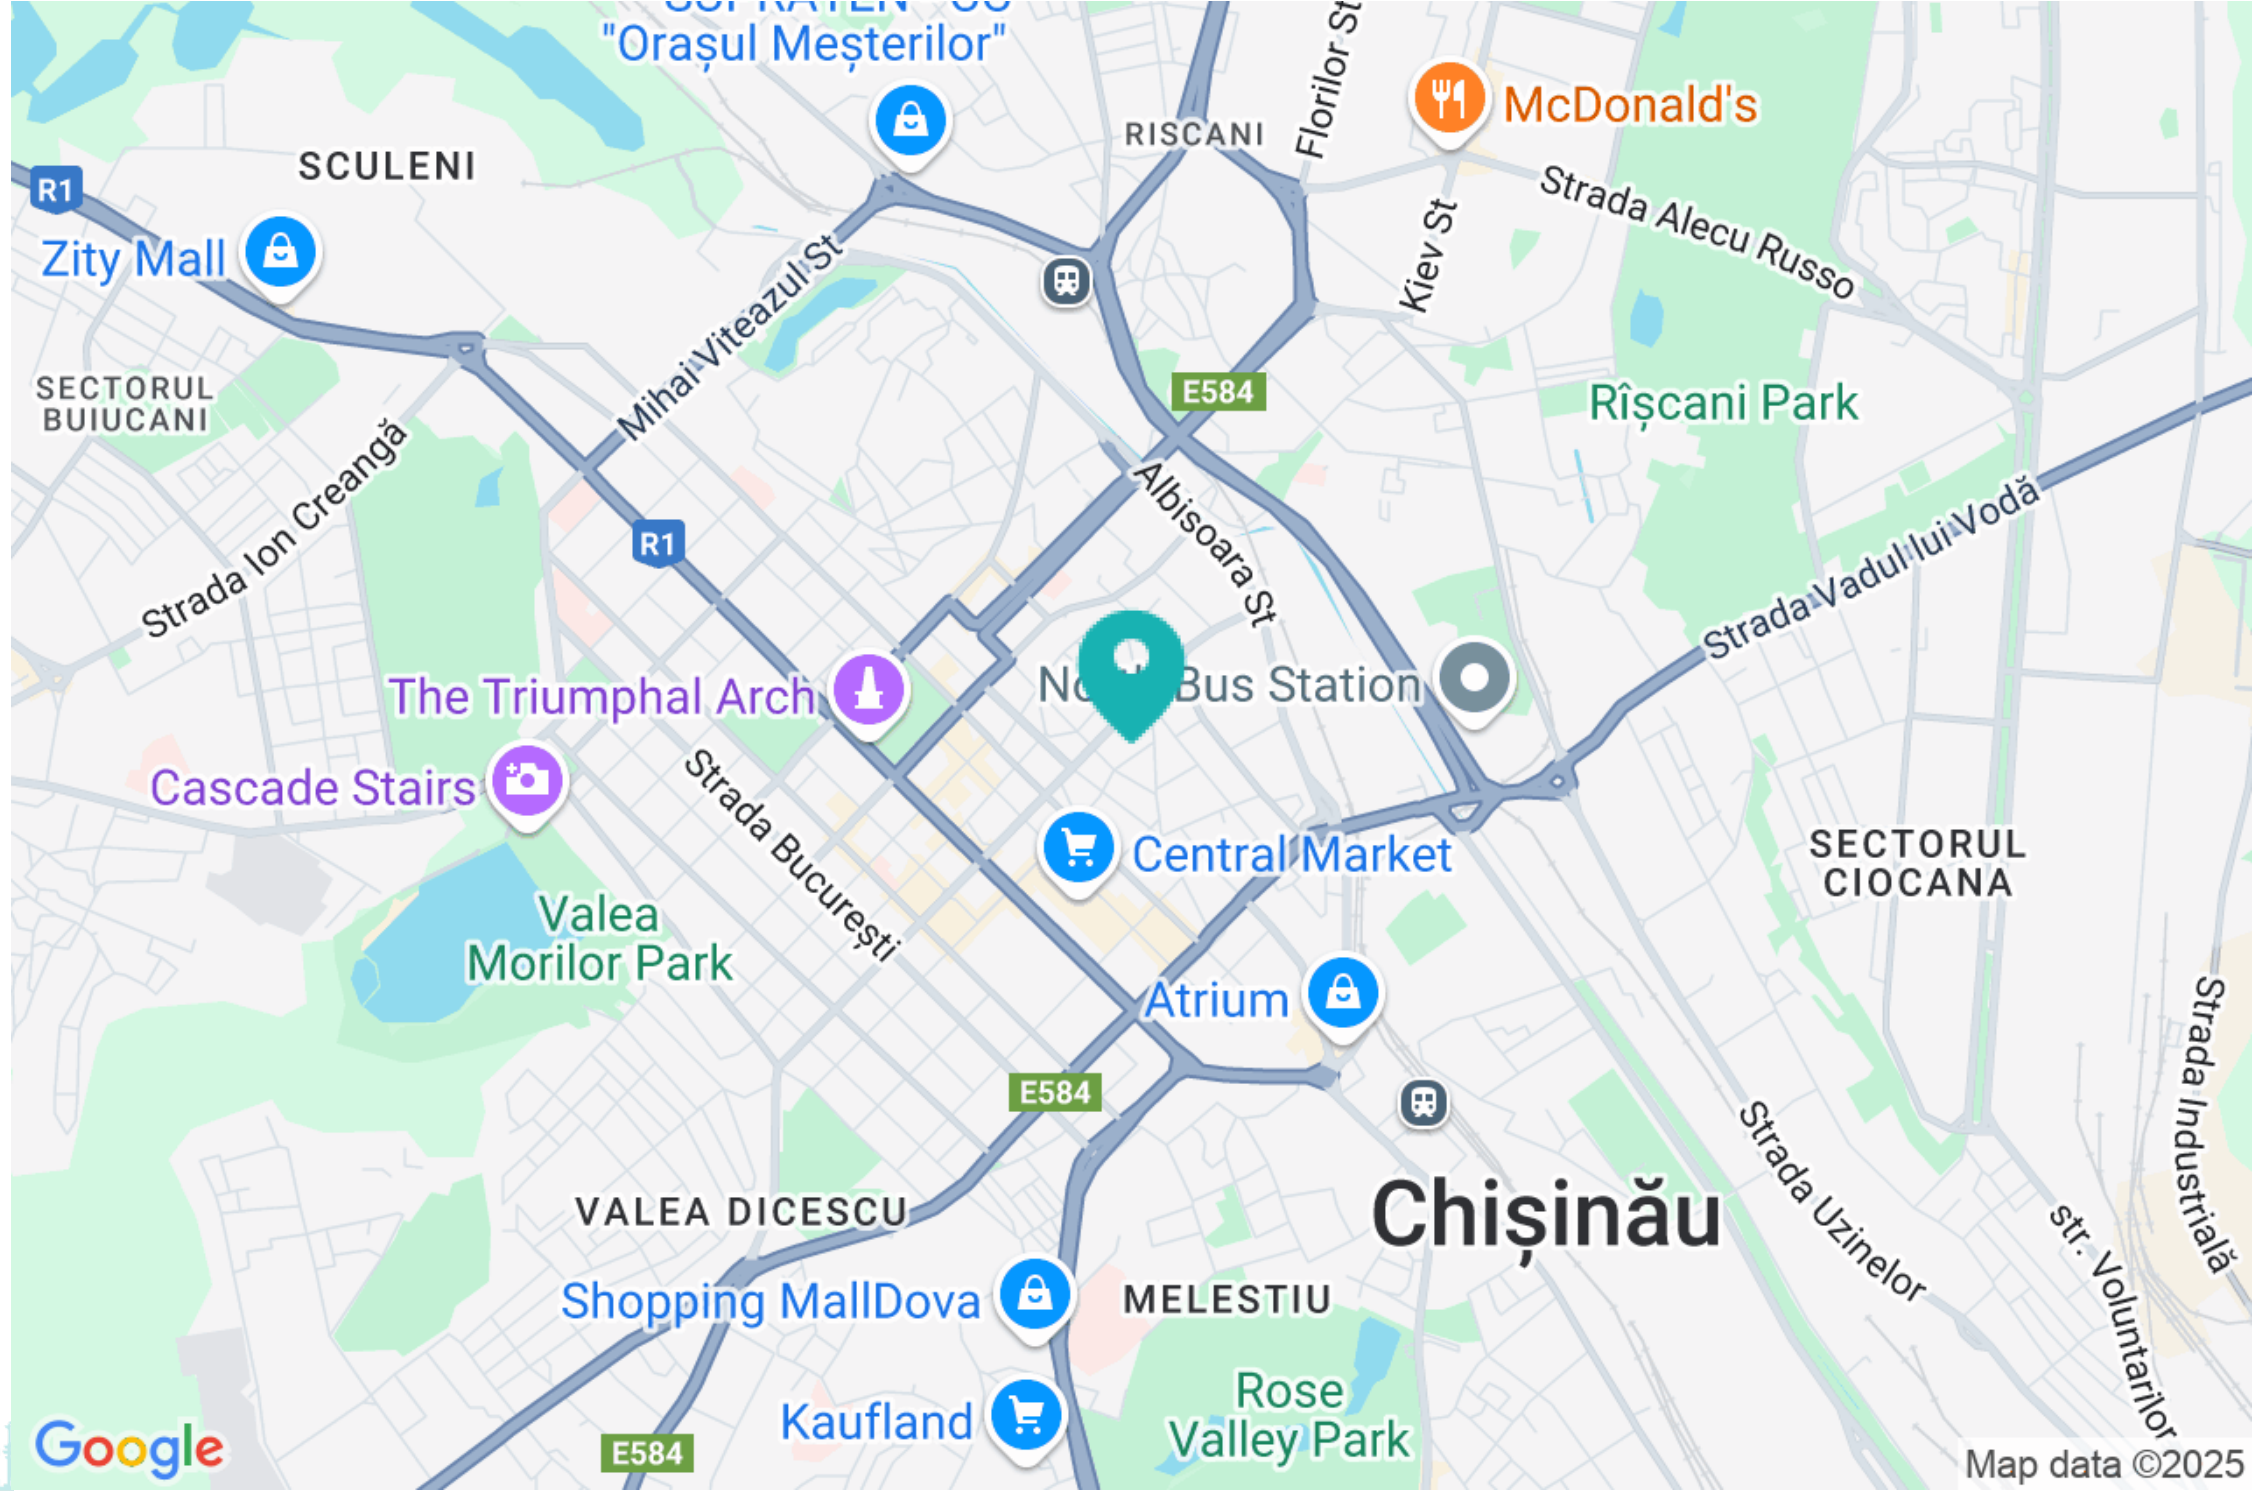 "Orașul Meșterilor"
RISCANI
Florilor St
McDonald's
SCULENI
R1
Zity Mall
Strada Alecu Russo
Kiev St
Mihai Viteazul St
SECTORUL
BUIUCANI
E584
Rîșcani Park
Strada Ion Creangă
Albisoara St
R1
Strada Vadul lui Vodă
The Triumphal Arch
Bus Station
Cascade Stairs
Strada București
Central Market
SECTORUL
CIOCANA
Valea
Morilor Park
Atrium
Strada Industrială
E584
Strada Uzinelor
VALEA DICESCU
Chișinău
str. Voluntarilor
Shopping MallDova
MELESTIU
Rose
Valley Park
Kaufland
Google
E584
Map data ©2025